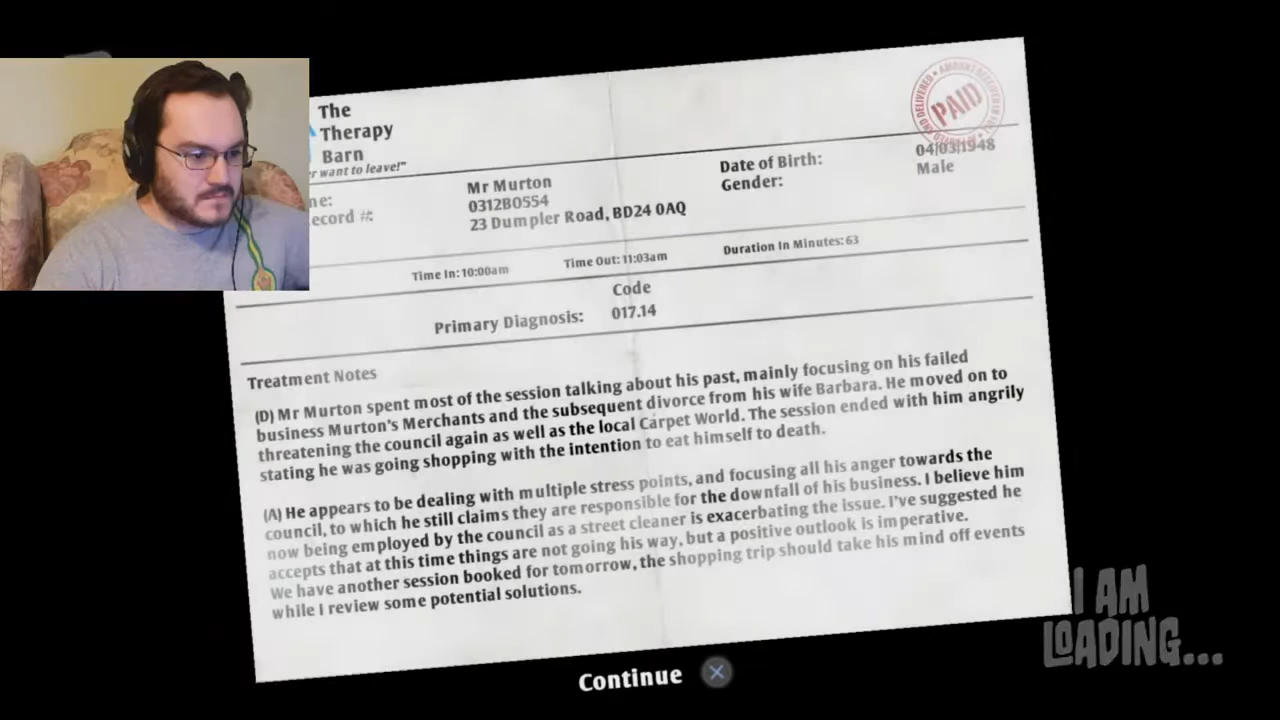 The
Therapy
Barn
r want to leave!"
PAID
ne: Mr Murton Date of Birth: 04/03/1948
ecord #: 0312B0554 Gender: Male
23 Dumpler Road, BD24 0AQ
Time In: 10:00am Time Out: 11:03am Duration In Minutes: 63
Code
Primary Diagnosis: 017.14
Treatment Notes
(D) Mr Murton spent most of the session talking about his past, mainly focusing on his failed
business Murton's Merchants and the subsequent divorce from his wife Barbara. He moved on to
threatening the council again as well as the local Carpet World. The session ended with him angrily
stating he was going shopping with the intention to eat himself to death.
(A) He appears to be dealing with multiple stress points, and focusing all his anger towards the
council, to which he still claims they are responsible for the downfall of his business. I believe him
now being employed by the council as a street cleaner is exacerbating the issue. I've suggested he
accepts that at this time things are not going his way, but a positive outlook is imperative.
We have another session booked for tomorrow, the shopping trip should take his mind off events
while I review some potential solutions.
I AM
LOADING...
Continue